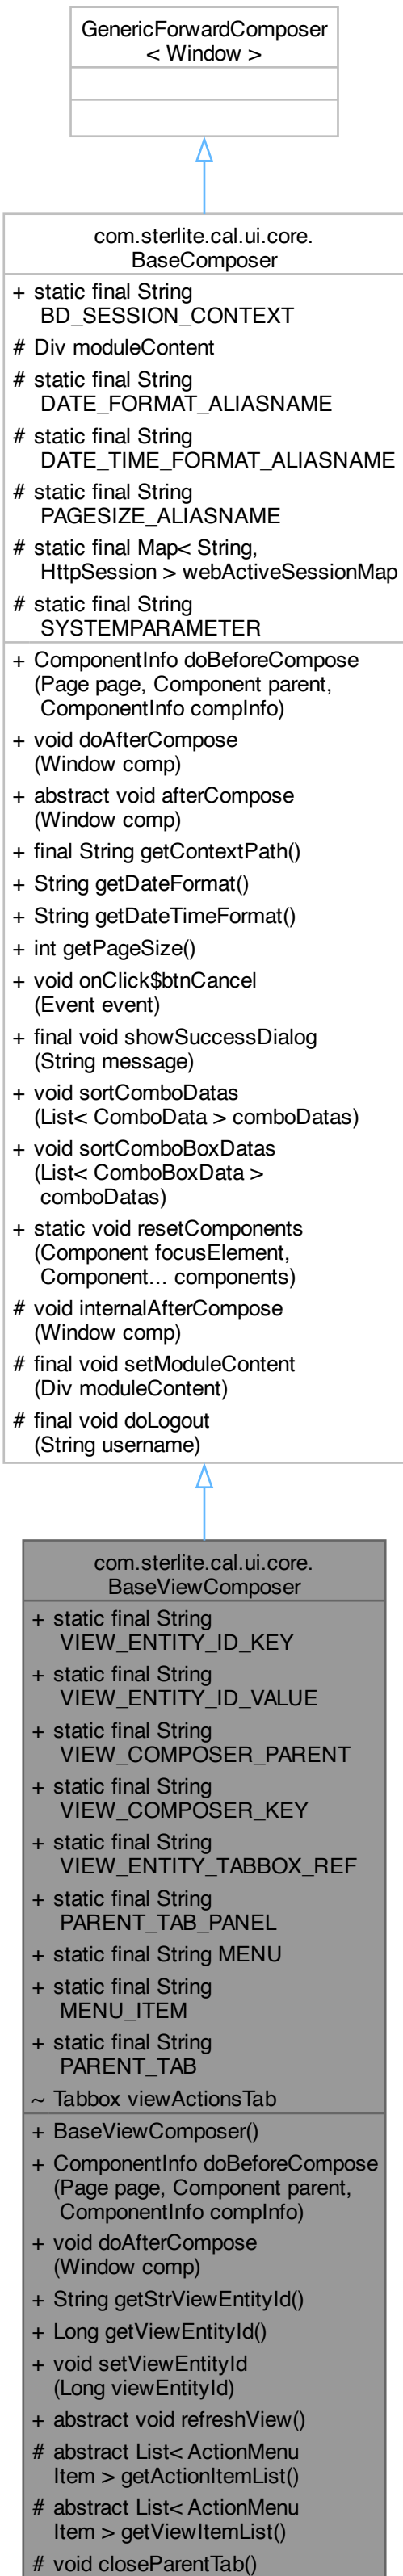 GenericForwardComposer
< Window >
com.sterlite.cal.ui.core.
BaseComposer
+ static final String
BD_SESSION_CONTEXT
# Div moduleContent
# static final String
DATE_FORMAT_ALIASNAME
# static final String
DATE_TIME_FORMAT_ALIASNAME
# static final String
PAGESIZE_ALIASNAME
# static final Map< String,
HttpSession > webActiveSessionMap
# static final String
SYSTEMPARAMETER
+ ComponentInfo doBeforeCompose
(Page page, Component parent,
ComponentInfo compInfo)
+ void doAfterCompose
(Window comp)
+ abstract void afterCompose
(Window comp)
+ final String getContextPath()
+ String getDateFormat()
+ String getDateTimeFormat()
+ int getPageSize()
+ void onClick$btnCancel
(Event event)
+ final void showSuccessDialog
(String message)
+ void sortComboDatas
(List< ComboData > comboDatas)
+ void sortComboBoxDatas
(List< ComboBoxData >
comboDatas)
+ static void resetComponents
(Component focusElement,
Component... components)
# void internalAfterCompose
(Window comp)
# final void setModuleContent
(Div moduleContent)
# final void doLogout
(String username)
com.sterlite.cal.ui.core.
BaseViewComposer
+ static final String
VIEW_ENTITY_ID_KEY
+ static final String
VIEW_ENTITY_ID_VALUE
+ static final String
VIEW_COMPOSER_PARENT
+ static final String
VIEW_COMPOSER_KEY
+ static final String
VIEW_ENTITY_TABBOX_REF
+ static final String
PARENT_TAB_PANEL
+ static final String MENU
+ static final String
MENU_ITEM
+ static final String
PARENT_TAB
~ Tabbox viewActionsTab
+ BaseViewComposer()
+ ComponentInfo doBeforeCompose
(Page page, Component parent,
ComponentInfo compInfo)
+ void doAfterCompose
(Window comp)
+ String getStrViewEntityId()
+ Long getViewEntityId()
+ void setViewEntityId
(Long viewEntityId)
+ abstract void refreshView()
# abstract List< ActionMenu
Item > getActionItemList()
# abstract List< ActionMenu
Item > getViewItemList()
# void closeParentTab()